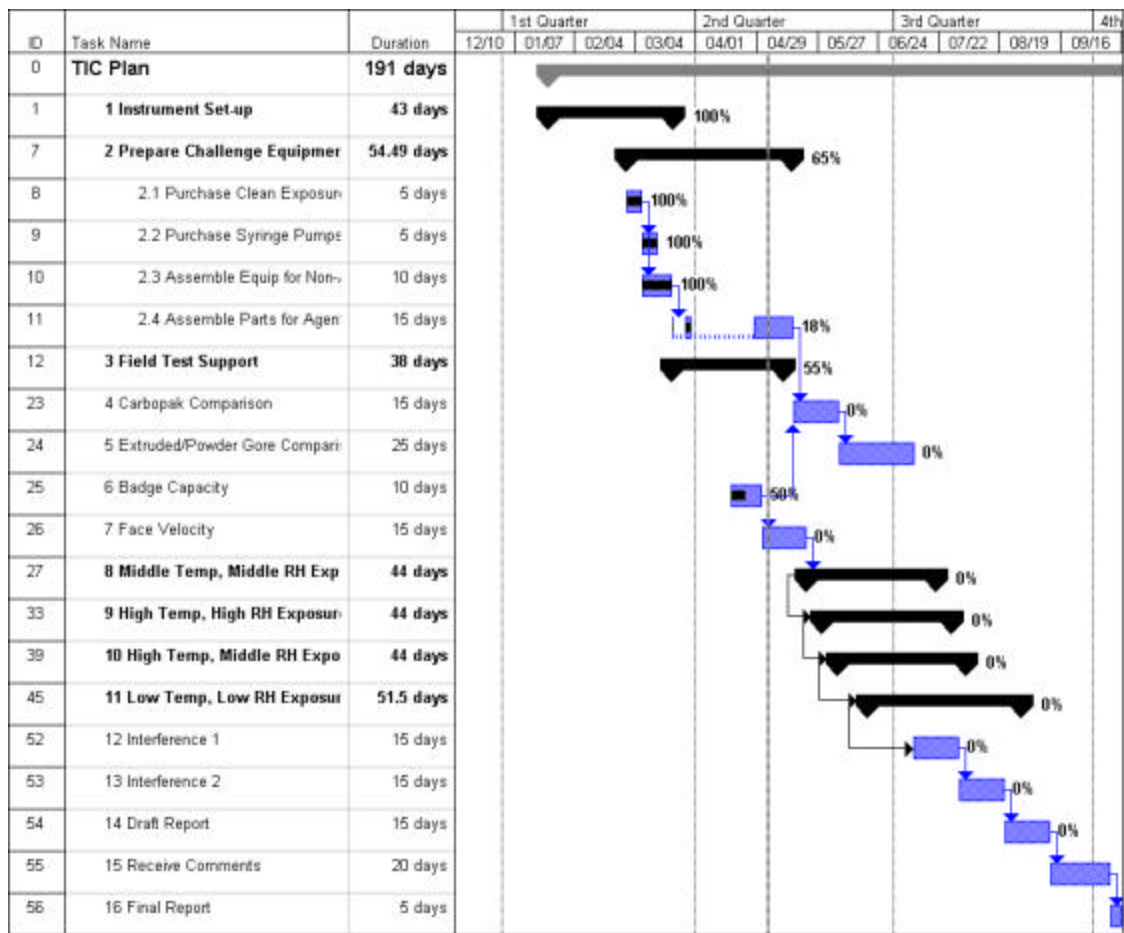 1st Quarter 2nd Quarter 3rd Quarter 4th
ID Task Name Duration 12/10 01/07 02/04 03/04 04/01 04/29 05/27 06/24 07/22 08/19 09/16
0 TIC Plan 191 days
1 1 Instrument Set-up 43 days 100%
7 2 Prepare Challenge Equipmer 54.49 days 65%
8 2.1 Purchase Clean Exposur 5 days 100%
9 2.2 Purchase Syringe Pumps 5 days 100%
10 2.3 Assemble Equip for Non- 10 days 100%
11 2.4 Assemble Parts for Agen 15 days 18%
12 3 Field Test Support 38 days 55%
23 4 Carbopak Comparison 15 days 0%
24 5 Extruded/Powder Gore Compari 25 days 0%
25 6 Badge Capacity 10 days 50%
26 7 Face Velocity 15 days 0%
27 8 Middle Temp, Middle RH Exp 44 days 0%
33 9 High Temp, High RH Exposur 44 days 0%
39 10 High Temp, Middle RH Expo 44 days 0%
45 11 Low Temp, Low RH Exposur 51.5 days 0%
52 12 Interference 1 15 days 0%
53 13 Interference 2 15 days 0%
54 14 Draft Report 15 days 0%
55 15 Receive Comments 20 days
56 16 Final Report 5 days